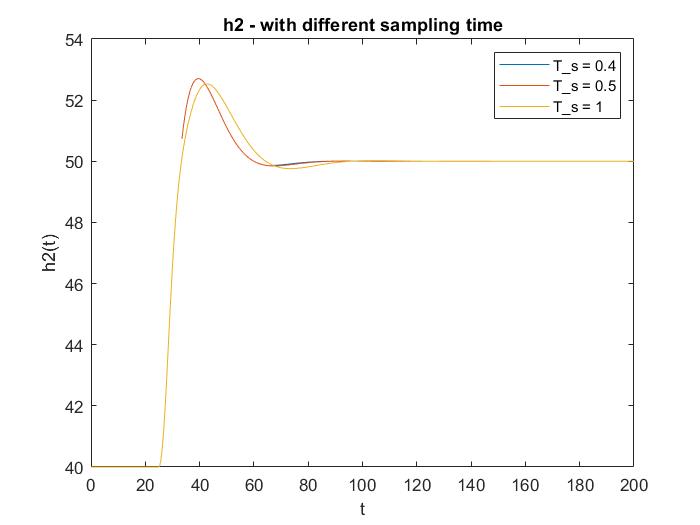 h2 - with different sampling time
54
52
50
48
46
44
42
40
h2(t)
T_s = 0.4
T_s = 0.5
T_s = 1
0 20 40 60 80 100 120 140 160 180 200
t